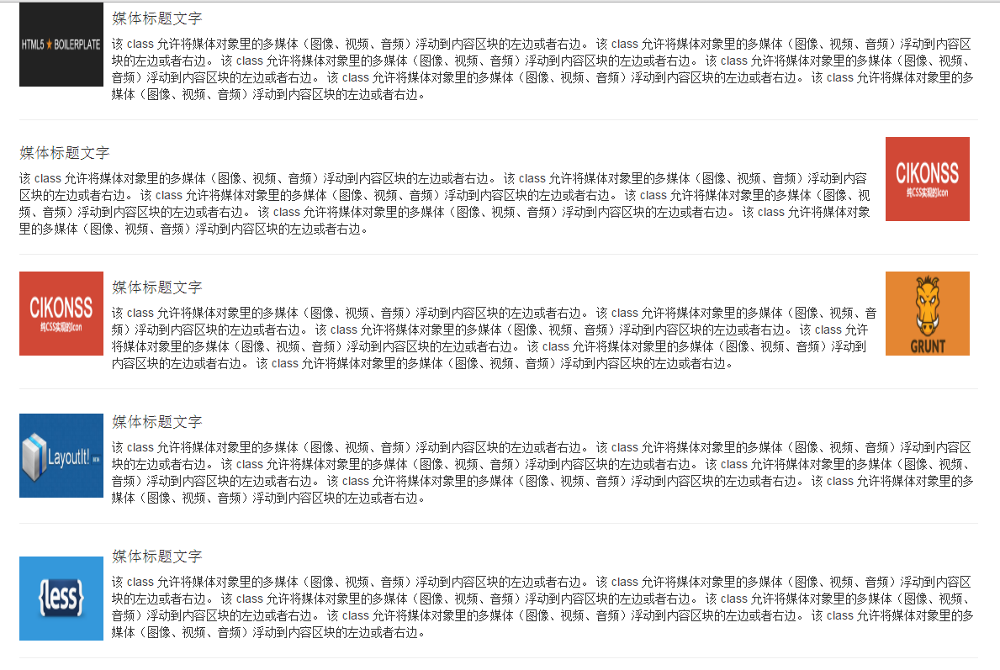 媒体标题文字
HTML5 ★ BOILERPLATE
该 class 允许将媒体对象里的多媒体（图像、视频、音频）浮动到内容区块的左边或者右边。 该 class 允许将媒体对象里的多媒体（图像、视频、音频）浮动到内容区
块的左边或者右边。 该 class 允许将媒体对象里的多媒体（图像、视频、音频）浮动到内容区块的左边或者右边。 该 class 允许将媒体对象里的多媒体（图像、视频、
音频）浮动到内容区块的左边或者右边。 该 class 允许将媒体对象里的多媒体（图像、视频、音频）浮动到内容区块的左边或者右边。 该 class 允许将媒体对象里的多
媒体（图像、视频、音频）浮动到内容区块的左边或者右边。
媒体标题文字
该 class 允许将媒体对象里的多媒体（图像、视频、音频）浮动到内容区块的左边或者右边。 该 class 允许将媒体对象里的多媒体（图像、视频、音频）浮动到内容
区块的左边或者右边。 该 class 允许将媒体对象里的多媒体（图像、视频、音频）浮动到内容区块的左边或者右边。 该 class 允许将媒体对象里的多媒体（图像、视
频、音频）浮动到内容区块的左边或者右边。 该 class 允许将媒体对象里的多媒体（图像、视频、音频）浮动到内容区块的左边或者右边。 该 class 允许将媒体对象
里的多媒体（图像、视频、音频）浮动到内容区块的左边或者右边。
CIKONSS
纯CSS实现的Icon
CIKONSS
纯CSS实现的Icon
媒体标题文字
该 class 允许将媒体对象里的多媒体（图像、视频、音频）浮动到内容区块的左边或者右边。 该 class 允许将媒体对象里的多媒体（图像、视频、音
频）浮动到内容区块的左边或者右边。 该 class 允许将媒体对象里的多媒体（图像、视频、音频）浮动到内容区块的左边或者右边。 该 class 允许
将媒体对象里的多媒体（图像、视频、音频）浮动到内容区块的左边或者右边。 该 class 允许将媒体对象里的多媒体（图像、视频、音频）浮动到
内容区块的左边或者右边。 该 class 允许将媒体对象里的多媒体（图像、视频、音频）浮动到内容区块的左边或者右边。
GRUNT
媒体标题文字
LayoutIt! BETA
该 class 允许将媒体对象里的多媒体（图像、视频、音频）浮动到内容区块的左边或者右边。 该 class 允许将媒体对象里的多媒体（图像、视频、音频）浮动到内容区
块的左边或者右边。 该 class 允许将媒体对象里的多媒体（图像、视频、音频）浮动到内容区块的左边或者右边。 该 class 允许将媒体对象里的多媒体（图像、视频、
音频）浮动到内容区块的左边或者右边。 该 class 允许将媒体对象里的多媒体（图像、视频、音频）浮动到内容区块的左边或者右边。 该 class 允许将媒体对象里的多
媒体（图像、视频、音频）浮动到内容区块的左边或者右边。
媒体标题文字
{less}
该 class 允许将媒体对象里的多媒体（图像、视频、音频）浮动到内容区块的左边或者右边。 该 class 允许将媒体对象里的多媒体（图像、视频、音频）浮动到内容区
块的左边或者右边。 该 class 允许将媒体对象里的多媒体（图像、视频、音频）浮动到内容区块的左边或者右边。 该 class 允许将媒体对象里的多媒体（图像、视频、
音频）浮动到内容区块的左边或者右边。 该 class 允许将媒体对象里的多媒体（图像、视频、音频）浮动到内容区块的左边或者右边。 该 class 允许将媒体对象里的多
媒体（图像、视频、音频）浮动到内容区块的左边或者右边。